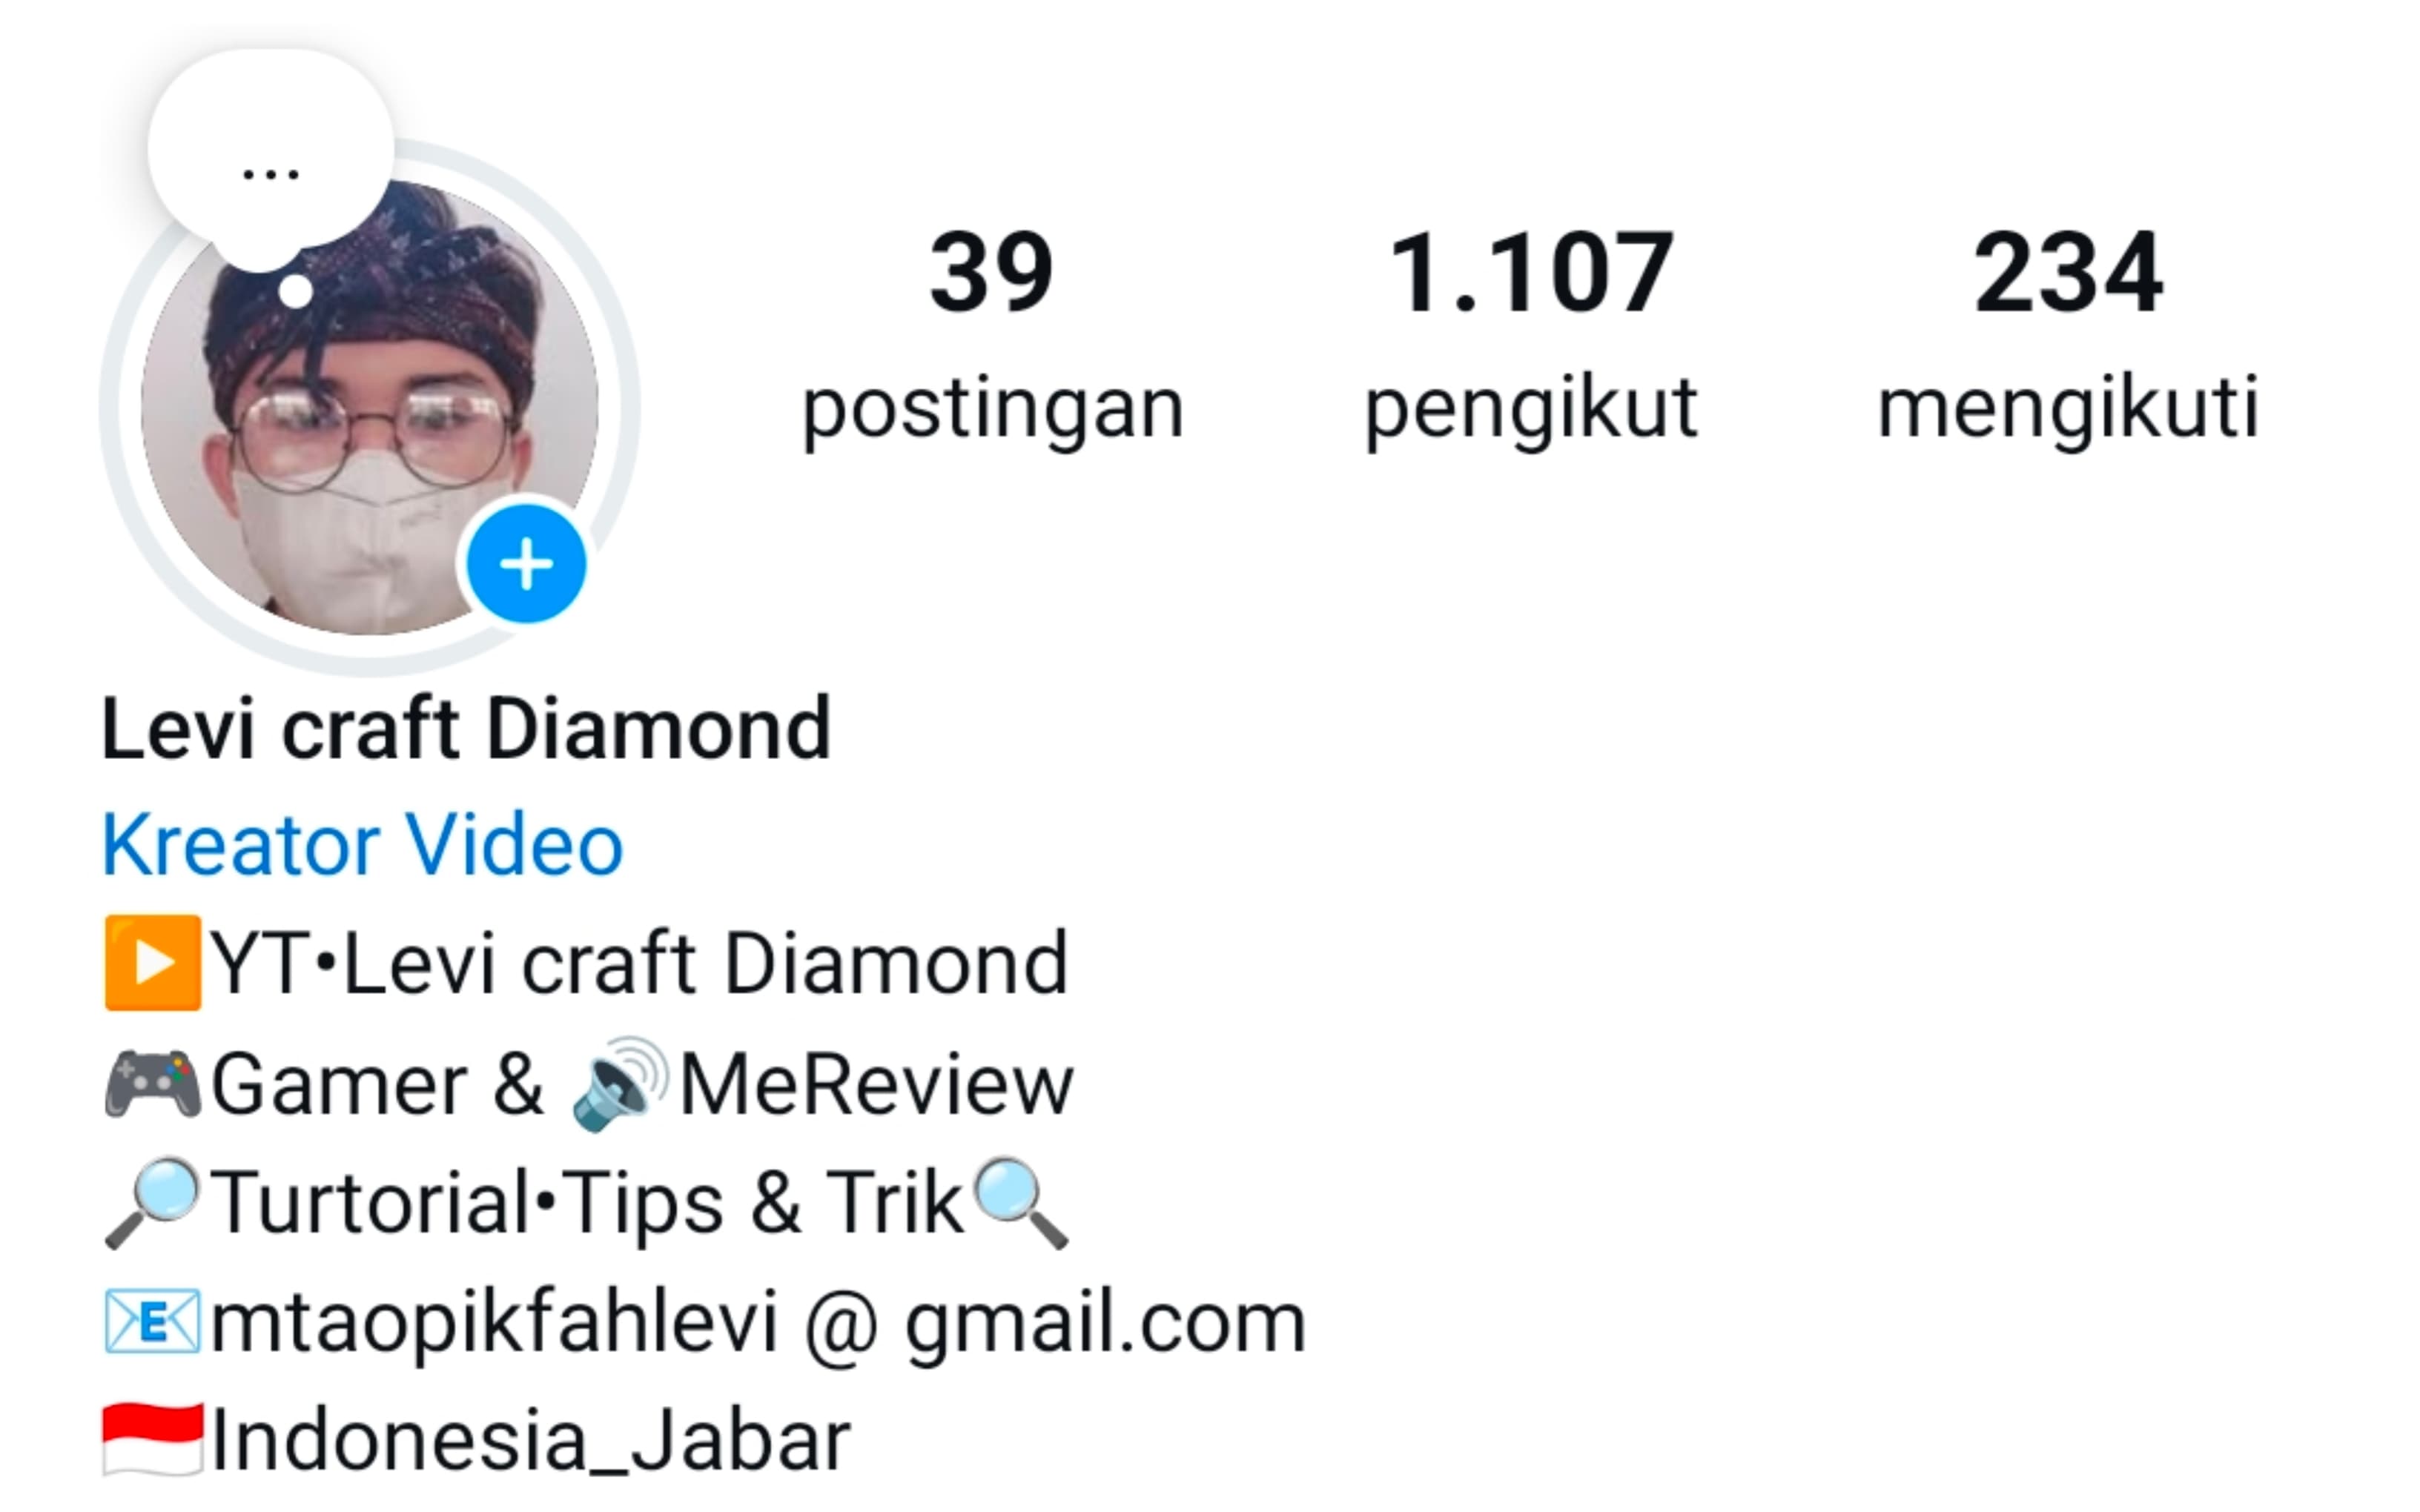 ...
39 1.107 234
postingan pengikut mengikuti
Levi craft Diamond
Kreator Video
▶️YT•Levi craft Diamond
🎮Gamer & 🔊MeReview
🔎Turtorial•Tips & Trik🔍
📧mtaopikfahlevi @ gmail.com
🇮🇩Indonesia_Jabar